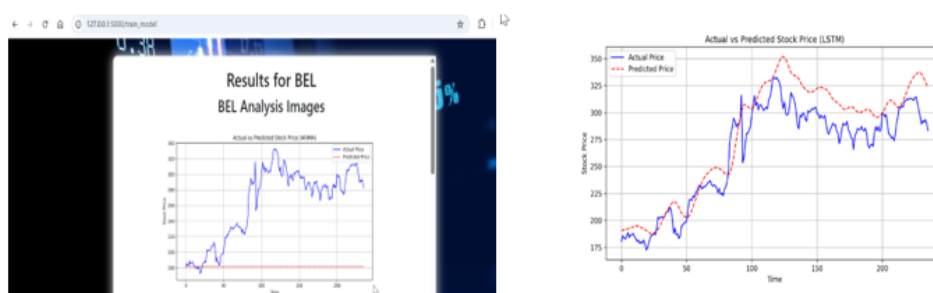 127.0.0.1:5000/train_model
Results for BEL
BEL Analysis Images
Actual vs Predicted Stock Price (ARIMA)
Actual Price
Predicted Price
Actual vs Predicted Stock Price (LSTM)
Actual Price
Predicted Price
350
325
300
275
250
225
200
175
Stock Price
0
50
100
150
200
Time